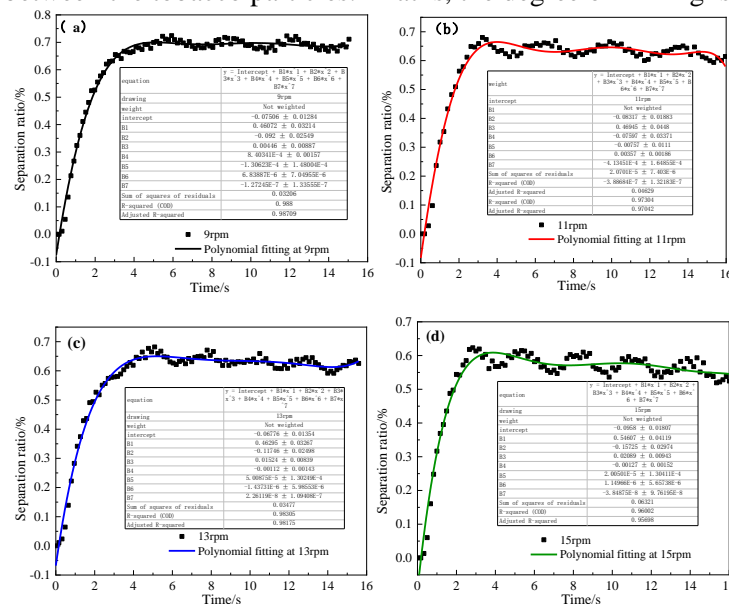 (a)
Separation ratio/%
0.8
0.7
0.6
0.5
0.4
0.3
0.2
0.1
0.0
-0.1
equation y = Intercept + B1*x^1 + B2*x^2 + B
3*x^3 + B4*x^4 + B5*x^5 + B6*x^6 +
B7*x^7
drawing 9rpm
weight Not weighted
intercept -0.07506 ± 0.01284
B1 0.46072 ± 0.03214
B2 -0.092 ± 0.02549
B3 0.00446 ± 0.00887
B4 8.40341E-4 ± 0.00157
B5 -1.30623E-4 ± 1.48004E-4
B6 6.83887E-6 ± 7.04955E-6
B7 -1.27245E-7 ± 1.33555E-7
Sum of squares of residuals 0.03206
R-squared (COD) 0.988
Adjusted R-squared 0.98709
9rpm
Polynomial fitting at 9rpm
0 2 4 6 8 10 12 14 16
Time/s
(b)
Separation ratio/%
0.8
0.7
0.6
0.5
0.4
0.3
0.2
0.1
0.0
-0.1
weight y = Intercept + B1*x^1 + B2*x^2
+ B3*x^3 + B4*x^4 + B5*x^5 + B
6*x^6 + B7*x^7
intercept 11rpm
B1 Not weighted
B2 -0.08317 ± 0.01883
B3 0.46945 ± 0.0448
B4 -0.07597 ± 0.03371
B5 -0.00757 ± 0.0111
B6 0.00357 ± 0.00186
B7 -4.13451E-4 ± 1.64855E-4
Sum of squares of residuals 2.0701E-5 ± 7.403E-6
R-squared (COD) -3.88684E-7 ± 1.32183E-7
Adjusted R-squared 0.04829
0.97304
0.97042
11rpm
Polynomial fitting at 11rpm
0 2 4 6 8 10 12 14 16
Time/s
(c)
Separation ratio/%
0.7
0.6
0.5
0.4
0.3
0.2
0.1
0.0
-0.1
equation y = Intercept + B1*x^1 + B2*x^2 + B3*
x^3 + B4*x^4 + B5*x^5 + B6*x^6 + B7*x
^7
drawing 13rpm
weight Not weighted
intercept -0.06776 ± 0.01354
B1 0.46295 ± 0.03267
B2 -0.11746 ± 0.02498
B3 0.01524 ± 0.00839
B4 -0.00112 ± 0.00143
B5 5.00875E-5 ± 1.30249E-4
B6 -1.43731E-6 ± 5.98553E-6
B7 2.26119E-8 ± 1.09408E-7
Sum of squares of residuals 0.03477
R-squared (COD) 0.98305
Adjusted R-squared 0.98175
13rpm
Polynomial fitting at 13rpm
0 2 4 6 8 10 12 14 16
Time/s
(d)
Separation ratio/%
0.7
0.6
0.5
0.4
0.3
0.2
0.1
0.0
equation y = Intercept + B1*x^1 + B2*x^2 +
B3*x^3 + B4*x^4 + B5*x^5 + B6*x^
6 + B7*x^7
drawing 15rpm
weight Not weighted
intercept -0.0958 ± 0.01807
B1 0.54607 ± 0.04119
B2 -0.15725 ± 0.02974
B3 0.02089 ± 0.00943
B4 -0.00127 ± 0.00152
B5 2.00501E-5 ± 1.30411E-4
B6 1.14966E-6 ± 5.65738E-6
B7 -3.84875E-8 ± 9.76195E-8
Sum of squares of residuals 0.06321
R-squared (COD) 0.96002
Adjusted R-squared 0.95698
15rpm
Polynomial fitting at 15rpm
0 2 4 6 8 10 12 14 16
Time/s